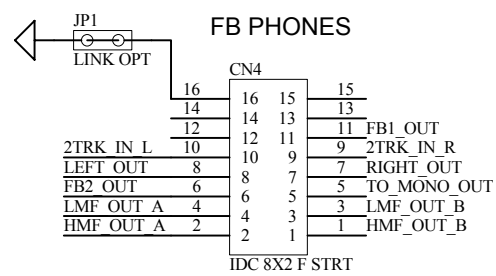 JP1
FB PHONES
LINK OPT
CN4
16 16 15 15
14 14 13 13
12 12 11 11 FB1_OUT
2TRK_IN_L 10 10 9 9 2TRK_IN_R
LEFT_OUT 8 8 7 7 RIGHT_OUT
FB2_OUT 6 6 5 5 TO_MONO_OUT
LMF_OUT_A 4 4 3 3 LMF_OUT_B
HMF_OUT_A 2 2 1 1 HMF_OUT_B
IDC 8X2 F STRT